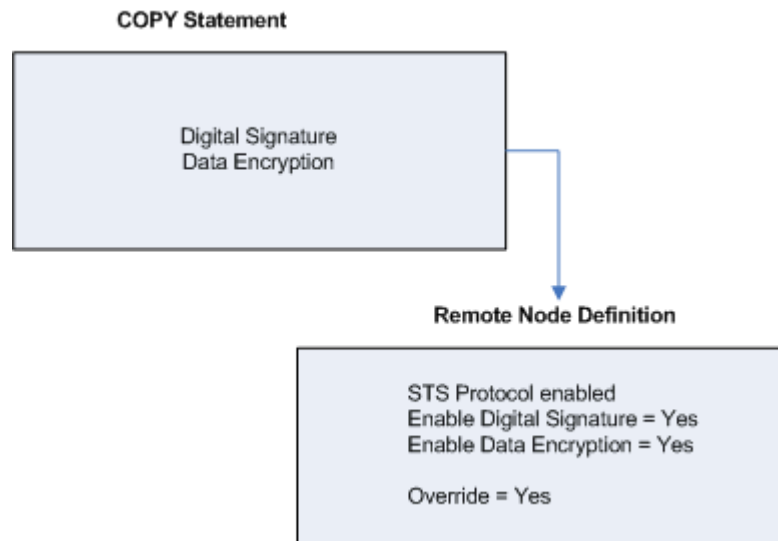 COPY Statement
Digital Signature
Data Encryption
Remote Node Definition
STS Protocol enabled
Enable Digital Signature = Yes
Enable Data Encryption = Yes
Override = Yes